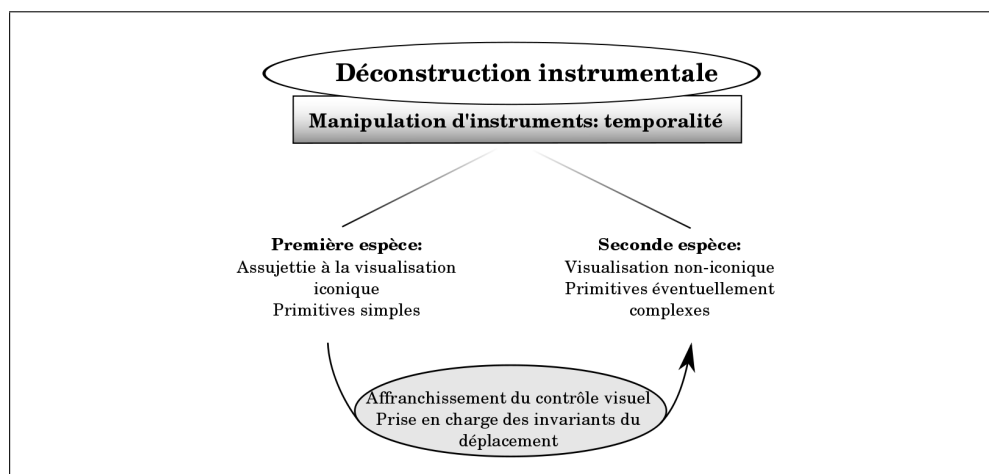 Déconstruction instrumentale
Manipulation d'instruments: temporalité
Première espèce:
Assujettie à la visualisation
iconique
Primitives simples
Seconde espèce:
Visualisation non-iconique
Primitives éventuellement
complexes
Affranchissement du contrôle visuel
Prise en charge des invariants du
déplacement